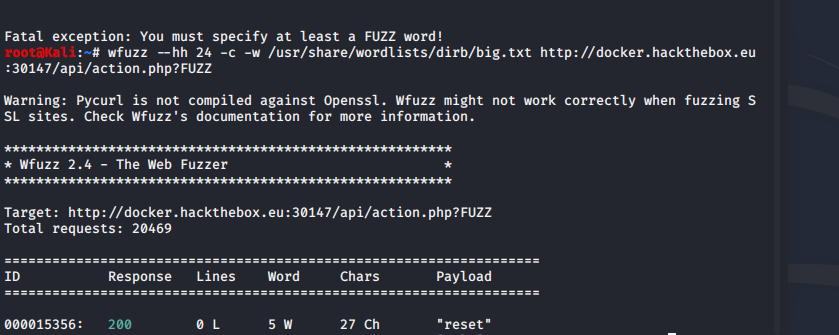 Fatal exception: You must specify at least a FUZZ word!
root@Kali:~# wfuzz --hh 24 -c -w /usr/share/wordlists/dirb/big.txt http://docker.hackthebox.eu
:30147/api/action.php?FUZZ
Warning: Pycurl is not compiled against Openssl. Wfuzz might not work correctly when fuzzing S
SL sites. Check Wfuzz's documentation for more information.
********************************************************
* Wfuzz 2.4 - The Web Fuzzer                           *
********************************************************
Target: http://docker.hackthebox.eu:30147/api/action.php?FUZZ
Total requests: 20469
===================================================================
ID           Response   Lines    Word     Chars       Payload
===================================================================
000015356:   200        0 L      5 W      27 Ch       "reset"